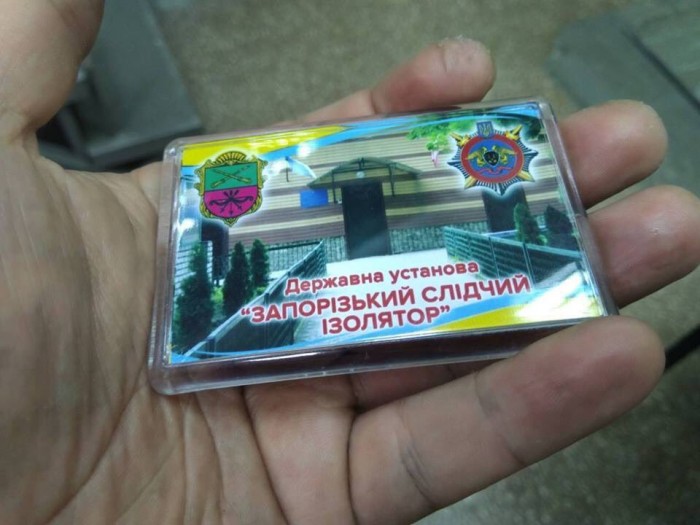 Державна установа
“ЗАПОРІЗЬКИЙ СЛІДЧИЙ
ІЗОЛЯТОР”